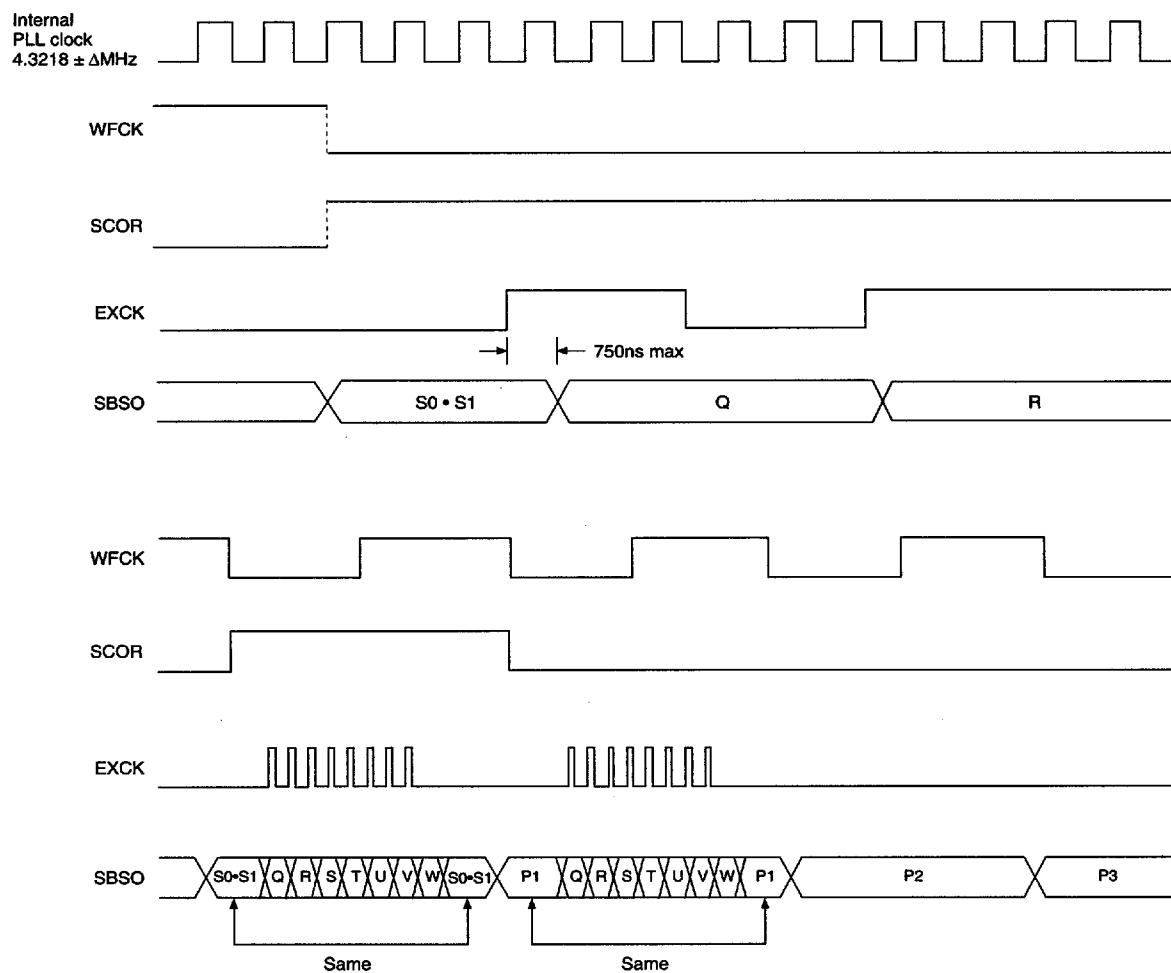 Internal
PLL clock
4.3218 ± ΔMHz
WFCK
SCOR
EXCK
750ns max
SBSO
S0 • S1
Q
R
WFCK
SCOR
EXCK
SBSO
S0•S1
Q
R
S
T
U
V
W
S0•S1
P1
Q
R
S
T
U
V
W
P1
P2
P3
Same
Same